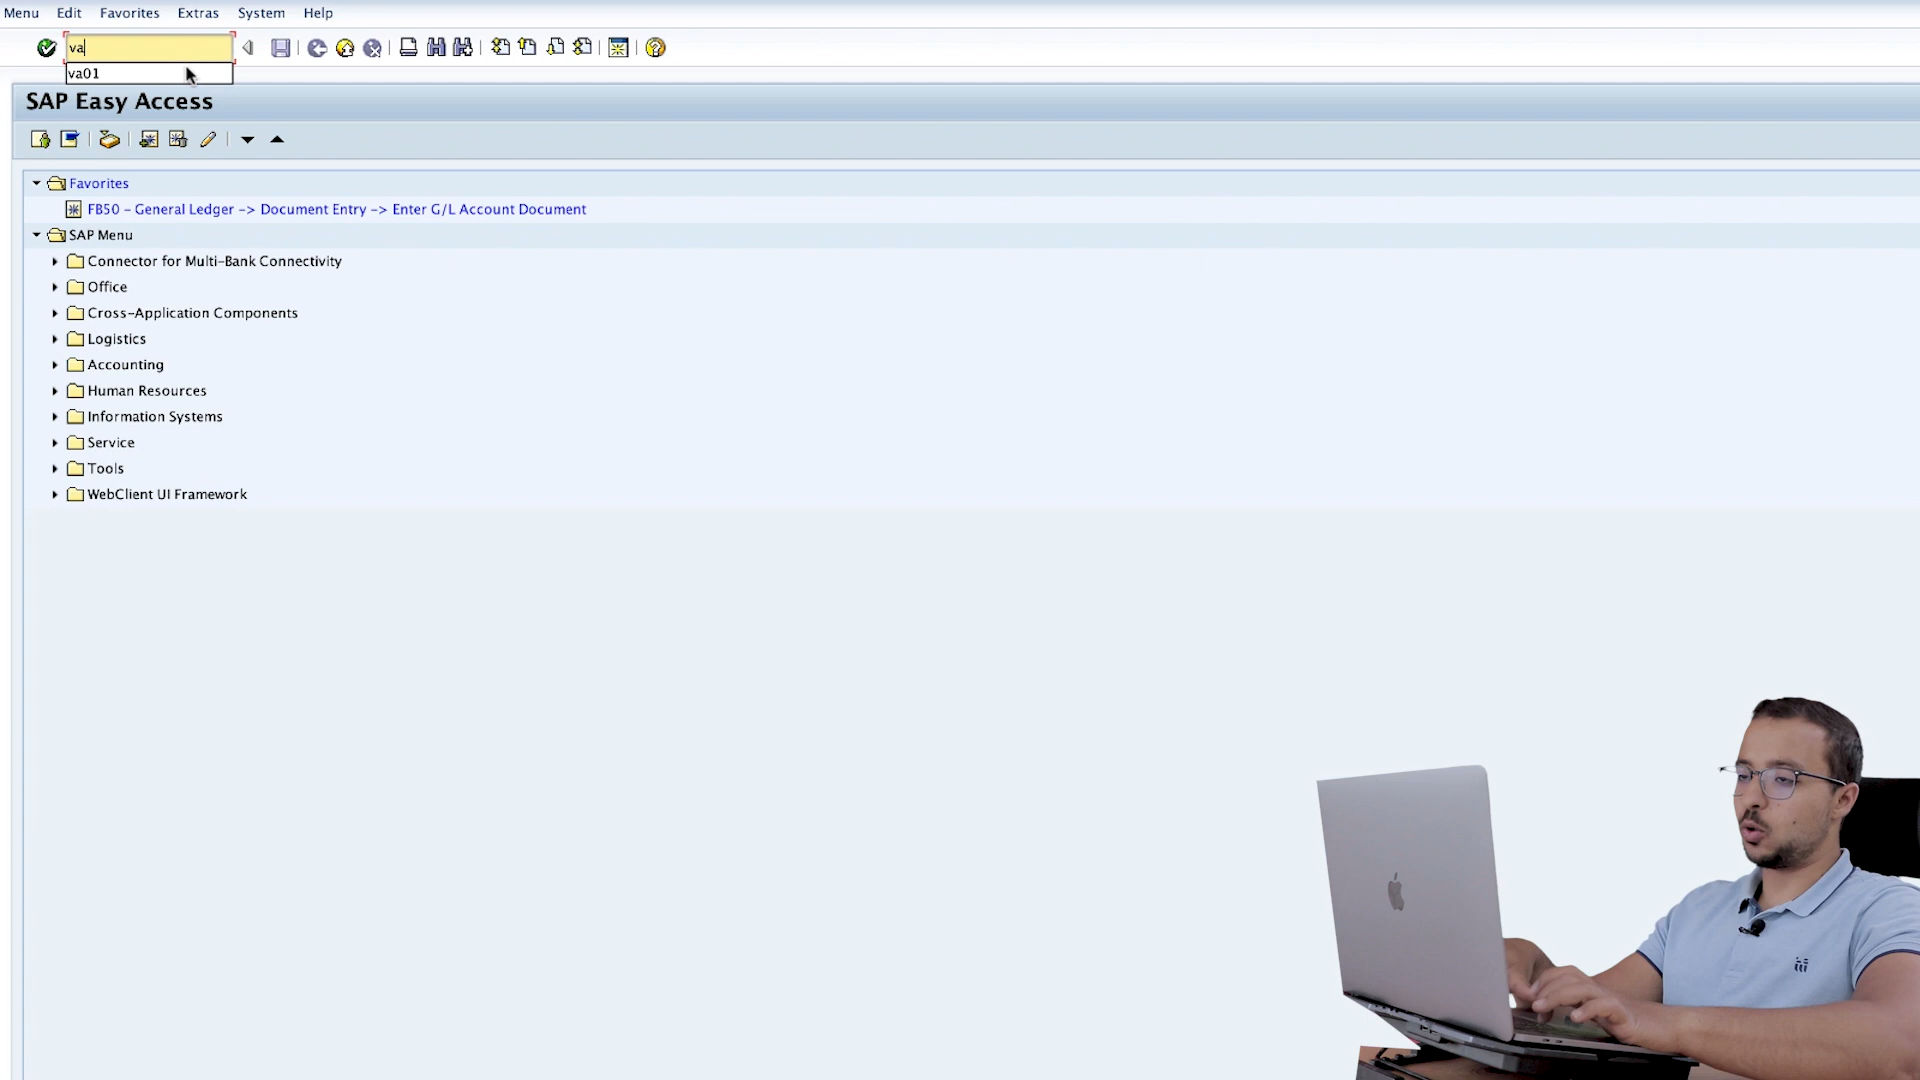 Menu Edit Favorites Extras System Help
va
va01
SAP Easy Access
Favorites
FB50 - General Ledger -> Document Entry -> Enter G/L Account Document
SAP Menu
Connector for Multi-Bank Connectivity
Office
Cross-Application Components
Logistics
Accounting
Human Resources
Information Systems
Service
Tools
WebClient UI Framework